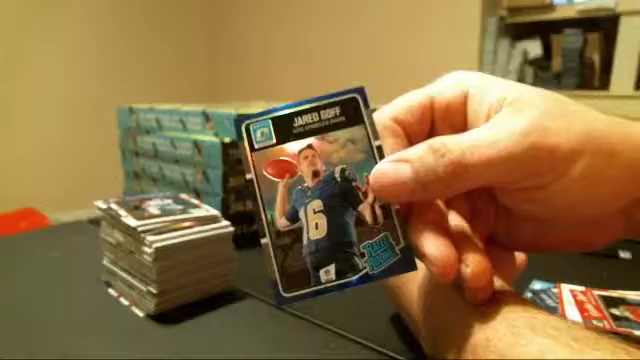 JARED GOFF
LOS ANGELES RAMS
16
RATED
ROOKIE